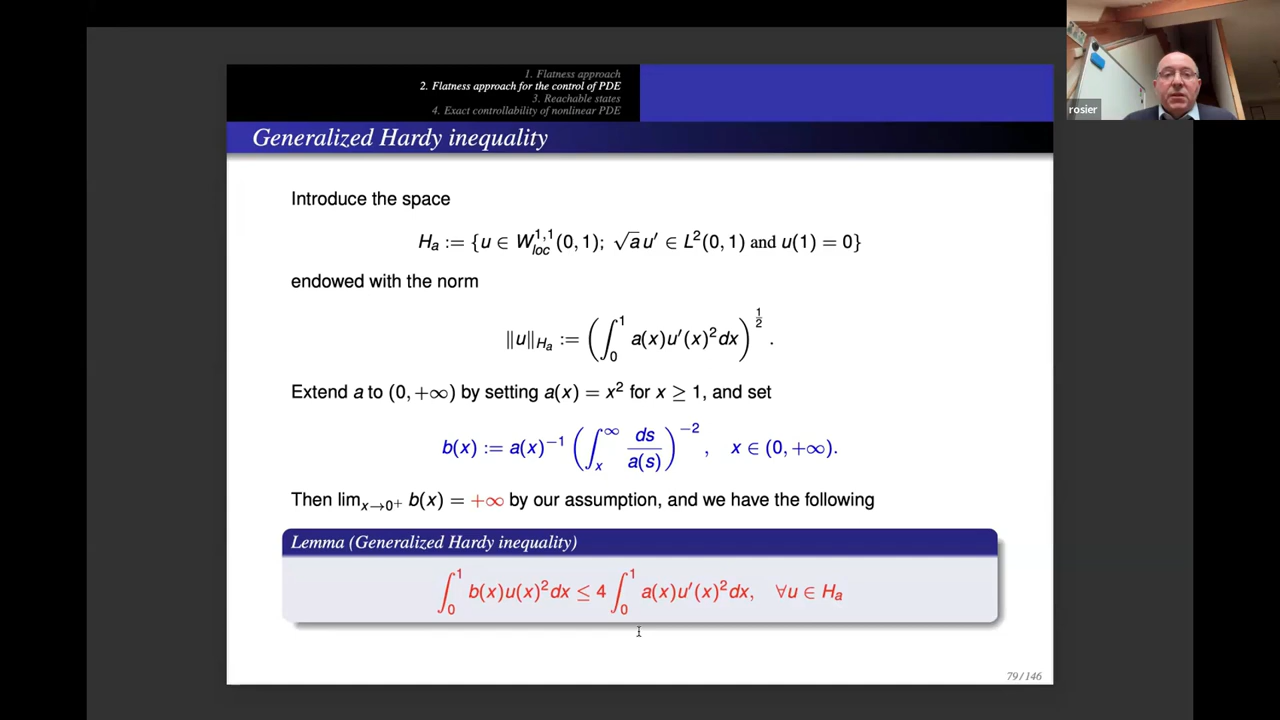 1. Flatness approach
2. Flatness approach for the control of PDE
3. Reachable states
4. Exact controllability of nonlinear PDE
rosier
Generalized Hardy inequality
Introduce the space
Hₐ := {u ∈ W^{1,1}_{loc}(0, 1); √a u′ ∈ L²(0, 1) and u(1) = 0}
endowed with the norm
‖u‖_{Hₐ} := (∫₀¹ a(x)u′(x)²dx)^{1/2}.
Extend a to (0, +∞) by setting a(x) = x² for x ≥ 1, and set
b(x) := a(x)⁻¹ (∫ₓ^∞ ds/a(s))⁻², x ∈ (0, +∞).
Then lim_{x→0⁺} b(x) = +∞ by our assumption, and we have the following
Lemma (Generalized Hardy inequality)
∫₀¹ b(x)u(x)²dx ≤ 4 ∫₀¹ a(x)u′(x)²dx, ∀u ∈ Hₐ
79 / 146